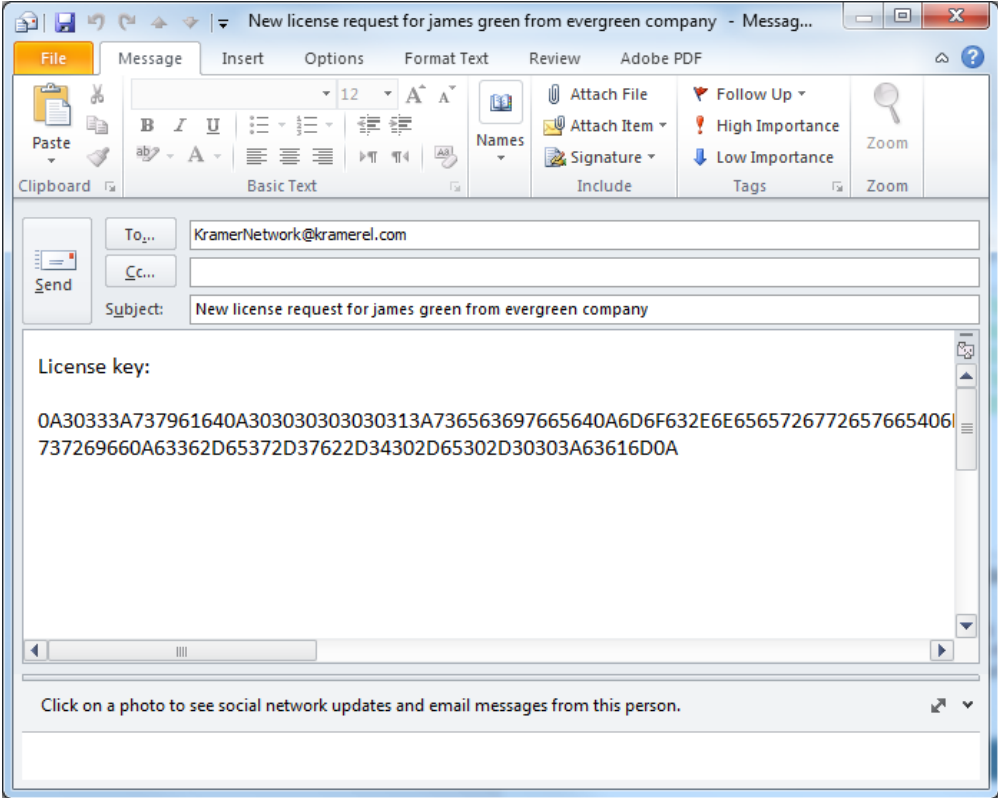 New license request for james green from evergreen company - Messag...
File Message Insert Options Format Text Review Adobe PDF
12 A A Attach File Follow Up
B I U Attach Item High Importance
Paste Names Zoom
ab A Aa Signature Low Importance
Clipboard Basic Text Include Tags Zoom
To... KramerNetwork@kramerel.com
Cc...
Send
Subject: New license request for james green from evergreen company
License key:
0A30333A737961640A303030303030313A736563697665640A6D6F632E6E6565726772657665406
737269660A63362D65372D37622D34302D65302D30303A63616D0A
Click on a photo to see social network updates and email messages from this person.